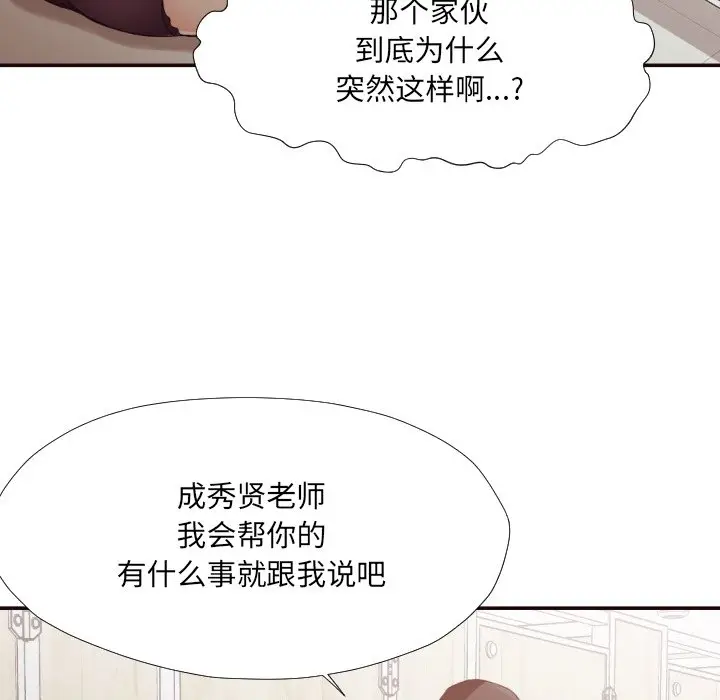 那个家伙
到底为什么
突然这样啊...?
成秀贤老师
我会帮你的
有什么事就跟我说吧